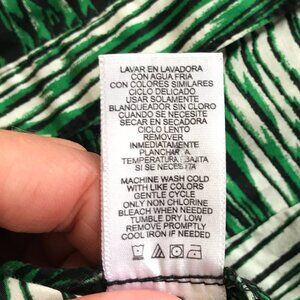 LAVAR EN LAVADORA
CON AGUA FRIA
CON COLORES SIMILARES
CICLO DELICADO
USAR SOLAMENTE
BLANQUEADOR SIN CLORO
CUANDO SE NECESITE
SECAR EN SECADORA
CICLO LENTO
REMOVER
INMEDIATAMENTE
PLANCHAR A
TEMPERATURA BAJTA
SI SE NECESITA
MACHINE WASH COLD
WITH LIKE COLORS
GENTLE CYCLE
ONLY NON CHLORINE
BLEACH WHEN NEEDED
TUMBLE DRY LOW
REMOVE PROMPTLY
COOL IRON IF NEEDED